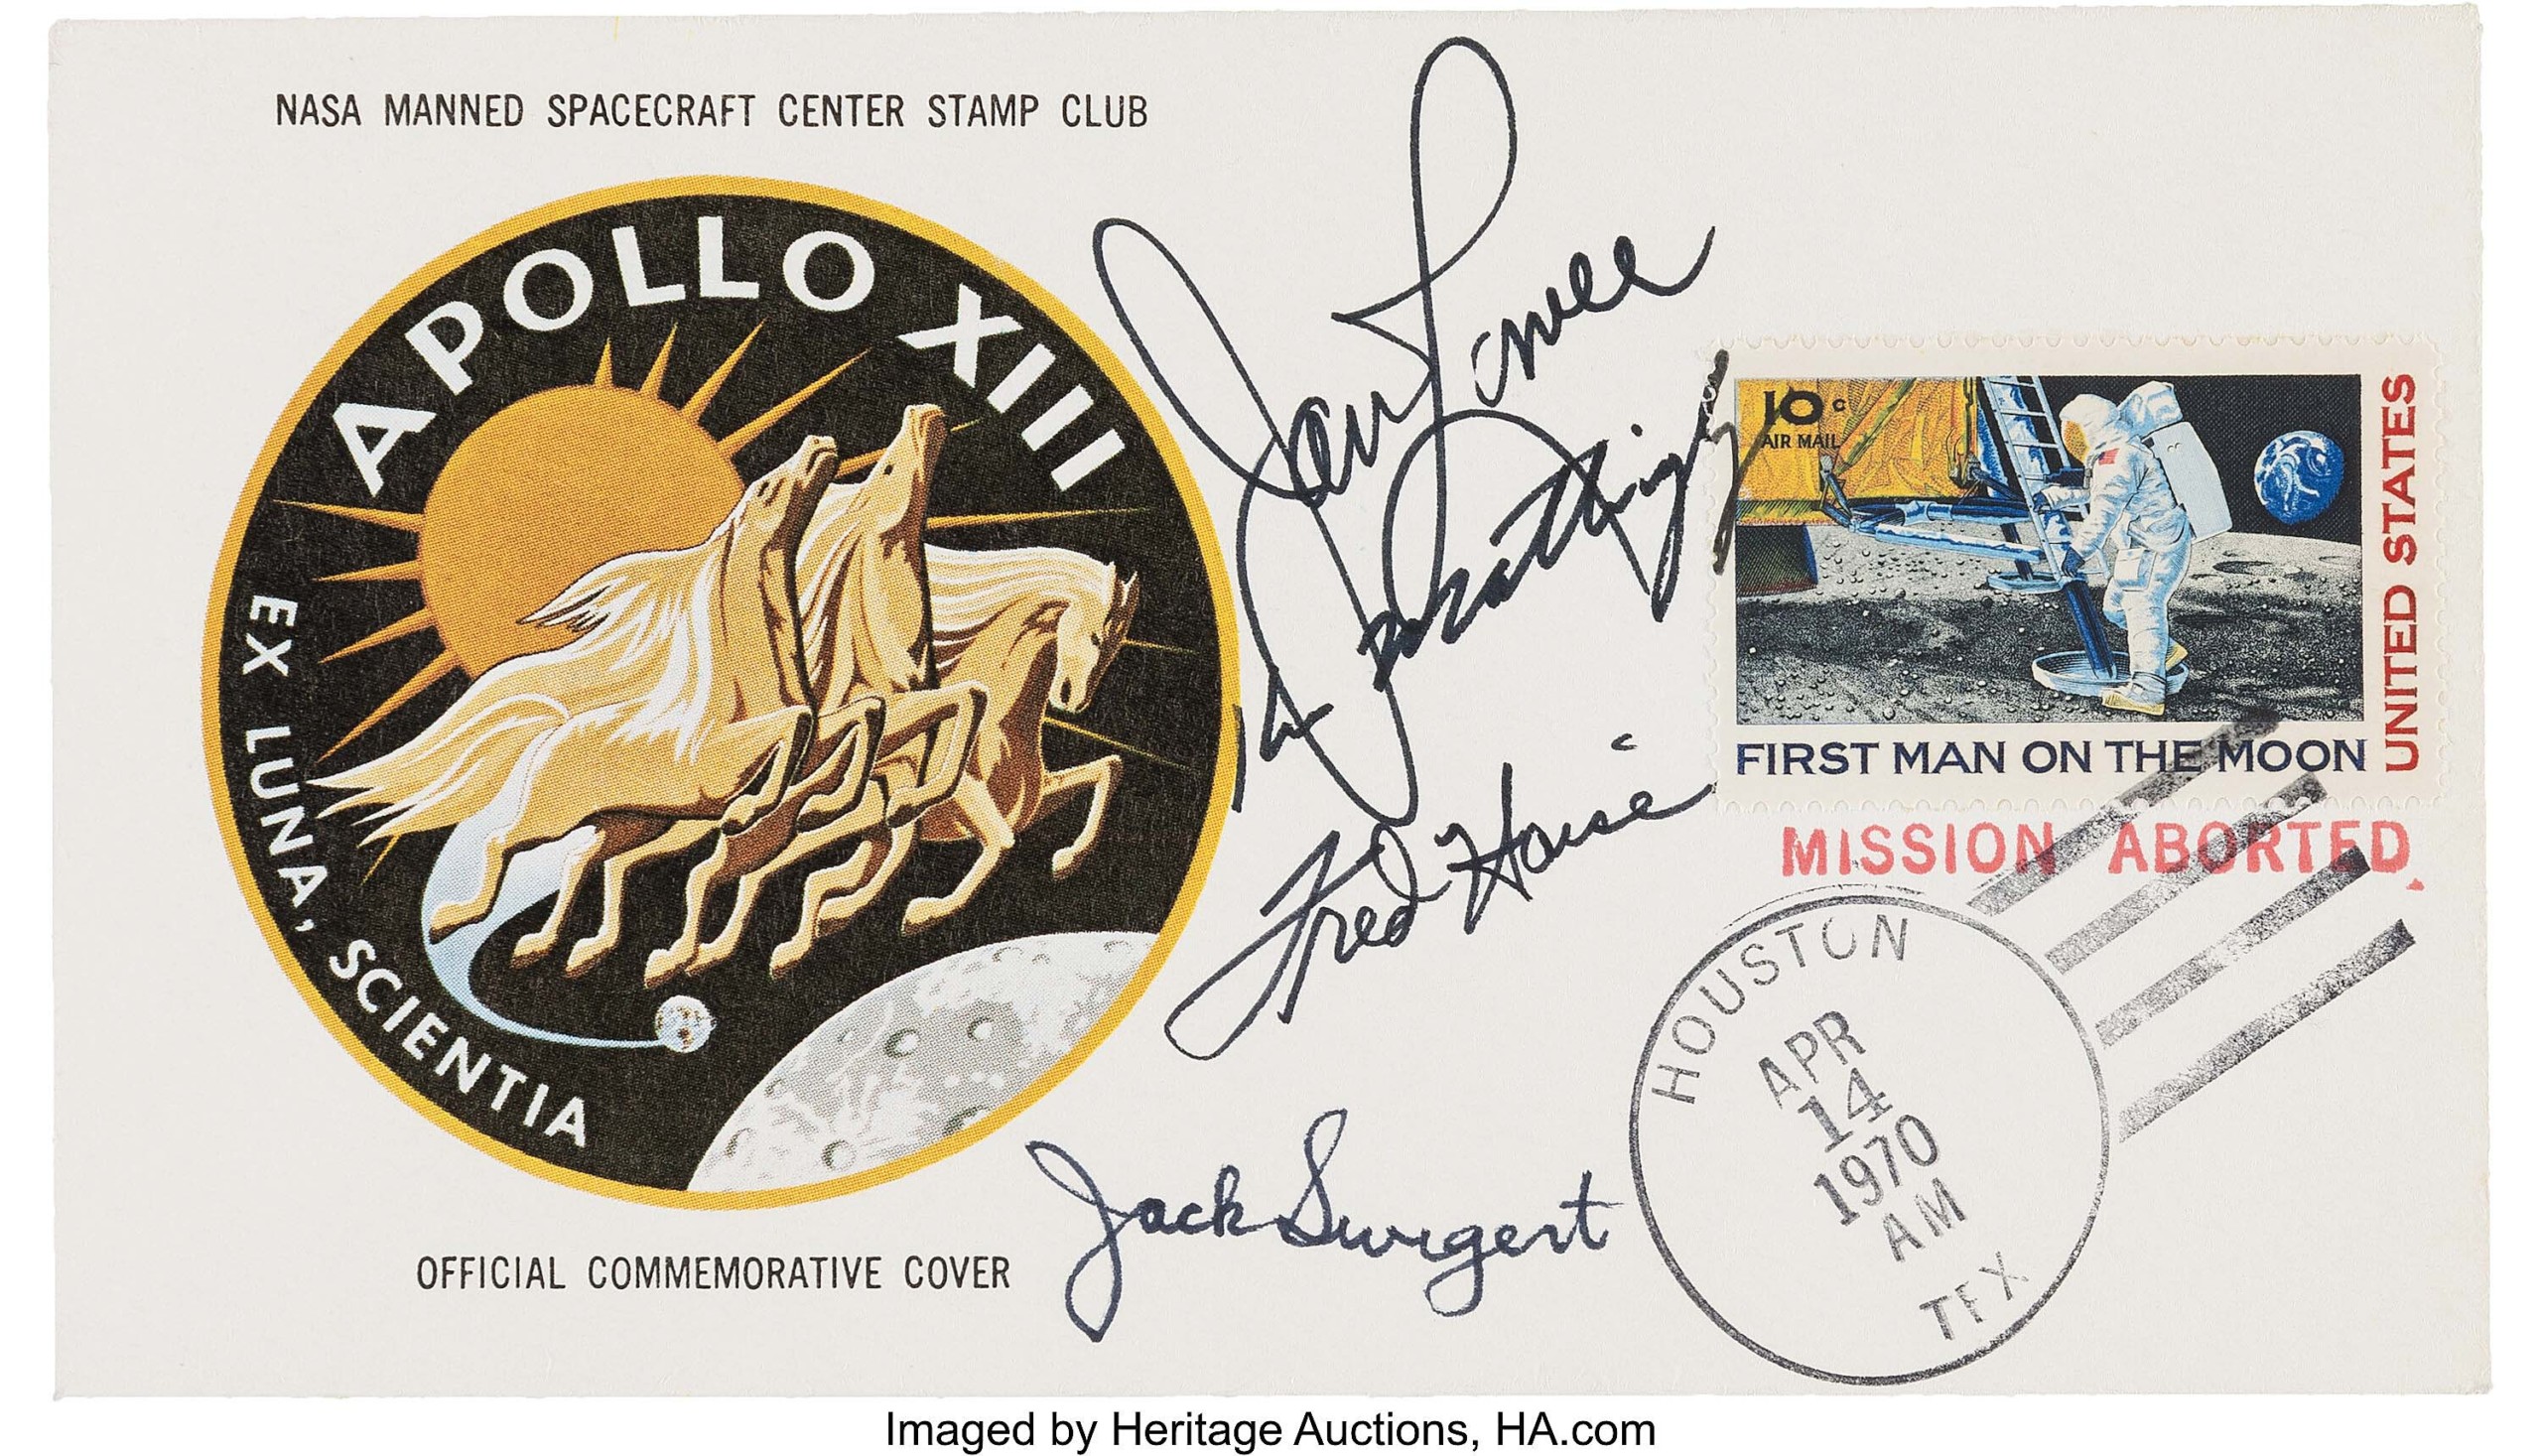 NASA MANNED SPACECRAFT CENTER STAMP CLUB
APOLLO XIII
EX LUNA, SCIENTIA
OFFICIAL COMMEMORATIVE COVER
Jack Swigert
Fred Haise
10c
AIR MAIL
UNITED STATES
FIRST MAN ON THE MOON
MISSION ABORTED
HOUSTON
APR
14
1970
AM
TEX
Imaged by Heritage Auctions, HA.com